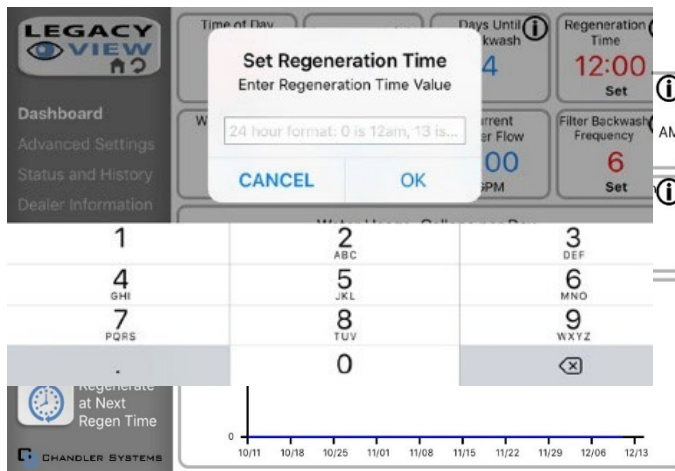 LEGACY
VIEW
Dashboard
Advanced Settings
Status and History
Dealer Information
Time of Day
Days Until
kwash
4
Regeneration
Time
12:00
Set
AM
Set Regeneration Time
Enter Regeneration Time Value
24 hour format: 0 is 12am, 13 is...
CANCEL
OK
W
rrent
er Flow
00
GPM
Filter Backwash
Frequency
6
Set
1
2
ABC
3
DEF
4
GHI
5
JKL
6
MNO
7
PQRS
8
TUV
9
WXYZ
.
0
Regenerate
at Next
Regen Time
CHANDLER SYSTEMS
0
10/11 10/18 10/25 11/01 11/08 11/15 11/22 11/29 12/06 12/13